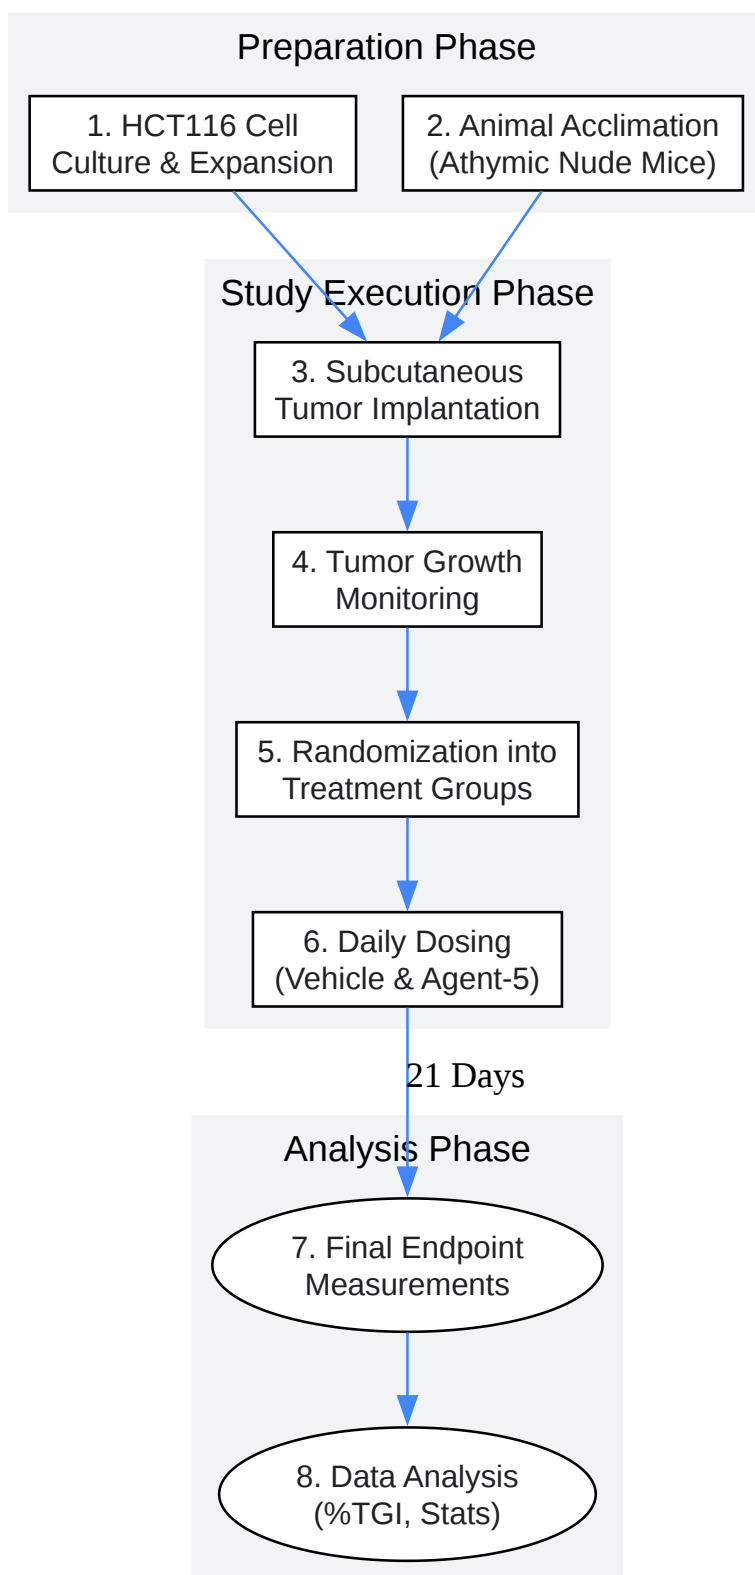 Preparation Phase
1. HCT116 Cell
Culture & Expansion
2. Animal Acclimation
(Athymic Nude Mice)
Study Execution Phase
3. Subcutaneous
Tumor Implantation
4. Tumor Growth
Monitoring
5. Randomization into
Treatment Groups
6. Daily Dosing
(Vehicle & Agent-5)
21 Days
Analysis Phase
7. Final Endpoint
Measurements
8. Data Analysis
(%TGI, Stats)